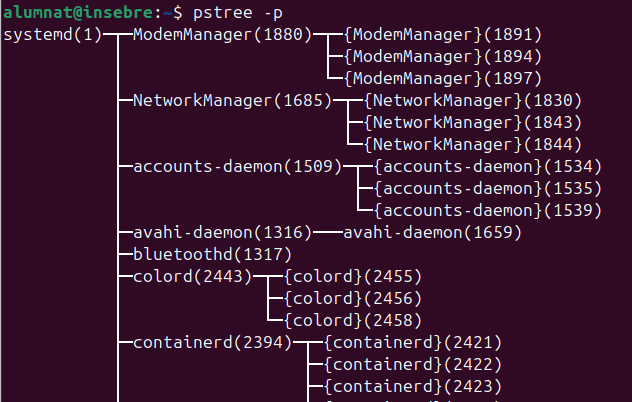 alumnat@insebre:~$ pstree -p
systemd(1)─┬─ModemManager(1880)─┬─{ModemManager}(1891)
├─{ModemManager}(1894)
└─{ModemManager}(1897)
├─NetworkManager(1685)─┬─{NetworkManager}(1830)
├─{NetworkManager}(1843)
└─{NetworkManager}(1844)
├─accounts-daemon(1509)─┬─{accounts-daemon}(1534)
├─{accounts-daemon}(1535)
└─{accounts-daemon}(1539)
├─avahi-daemon(1316)───avahi-daemon(1659)
├─bluetoothd(1317)
├─colord(2443)─┬─{colord}(2455)
├─{colord}(2456)
└─{colord}(2458)
├─containerd(2394)─┬─{containerd}(2421)
├─{containerd}(2422)
├─{containerd}(2423)